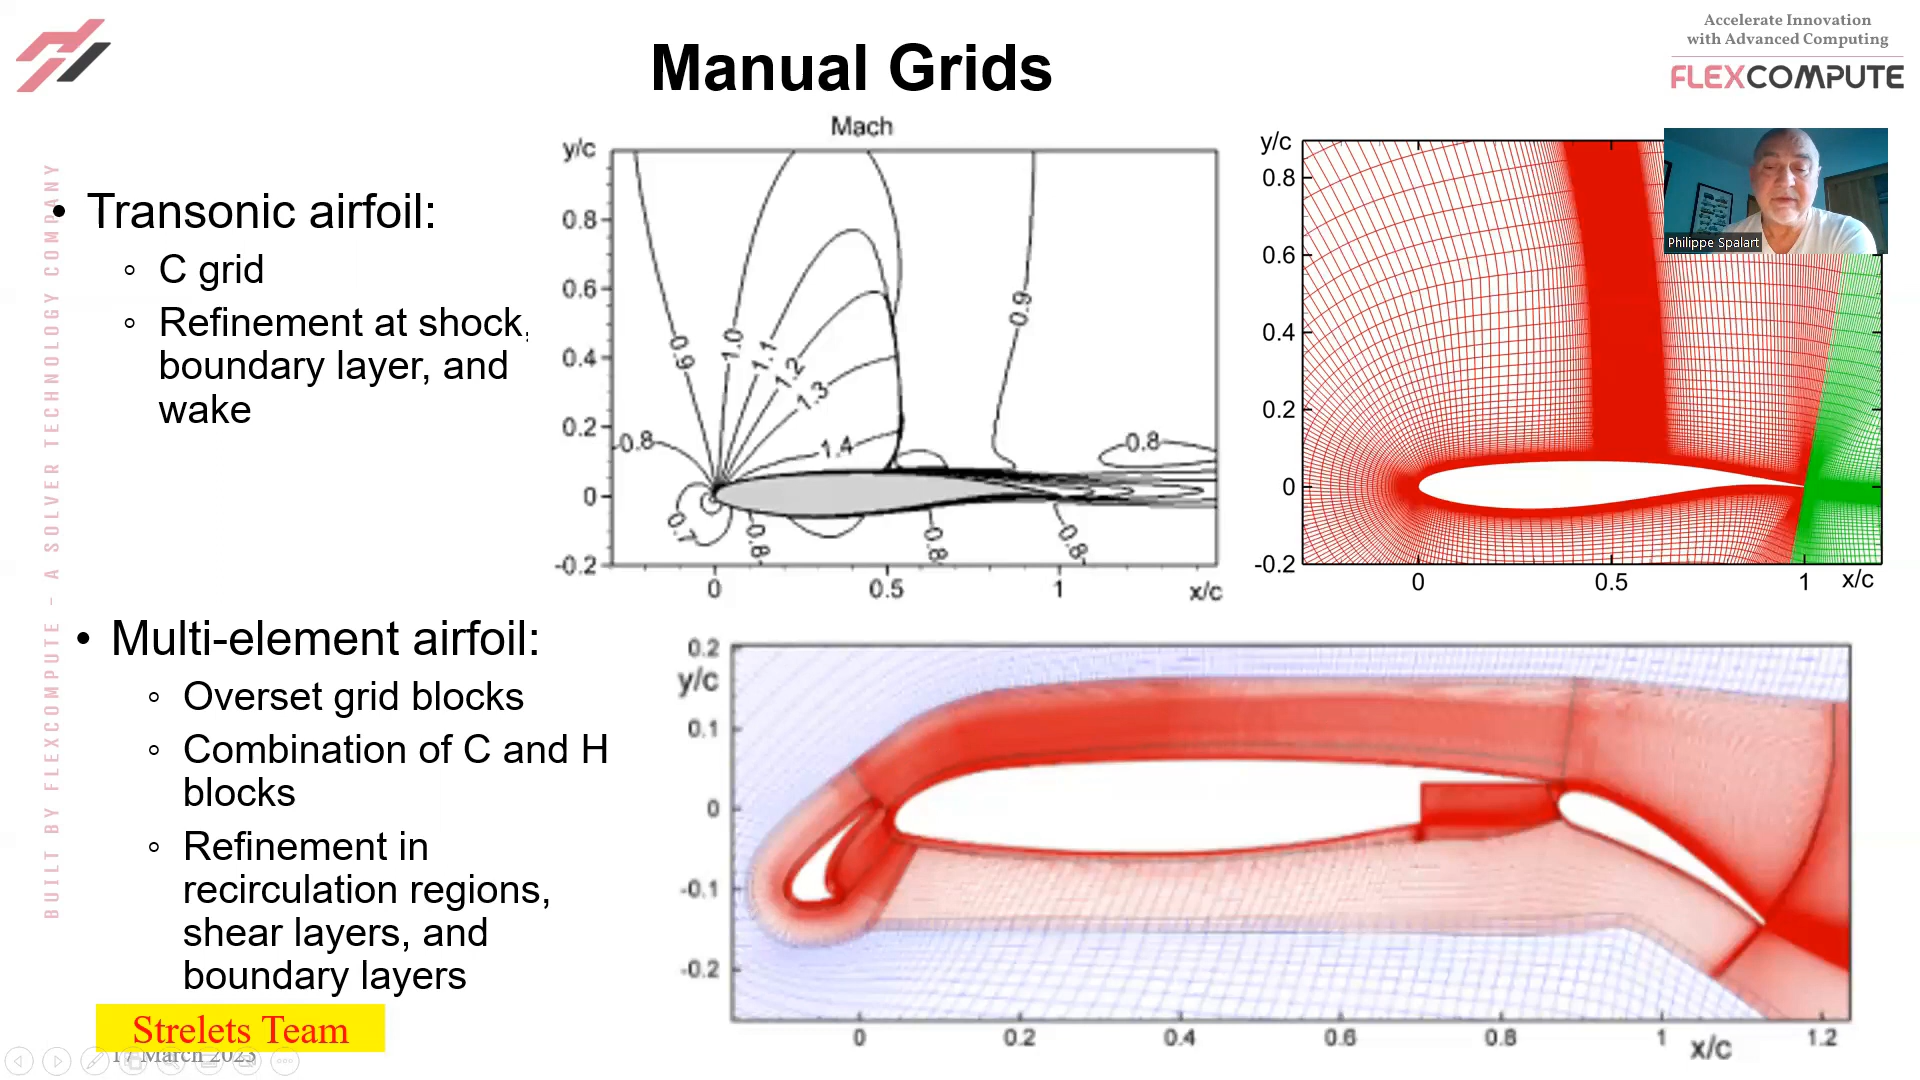 Accelerate Innovation
with Advanced Computing
FLEXCOMPUTE
Manual Grids
BUILT BY FLEXCOMPUTE - A SOLVER TECHNOLOGY COMPANY
• Transonic airfoil:
◦ C grid
◦ Refinement at shock,
boundary layer, and
wake
Mach
y/c
0.8
0.6
0.4
0.2
0
-0.2
0
0.5
1
x/c
0.9
1.0
1.1
1.2
1.3
1.4
0.9
0.8
0.8
0.7
0.8
0.8
0.8
y/c
0.8
0.6
0.4
0.2
0
-0.2
0
0.5
1
x/c
Philippe Spalart
• Multi-element airfoil:
◦ Overset grid blocks
◦ Combination of C and H
blocks
◦ Refinement in
recirculation regions,
shear layers, and
boundary layers
0.2
y/c
0.1
0
-0.1
-0.2
0
0.2
0.4
0.6
0.8
1
x/c
1.2
Strelets Team
17 March 2025